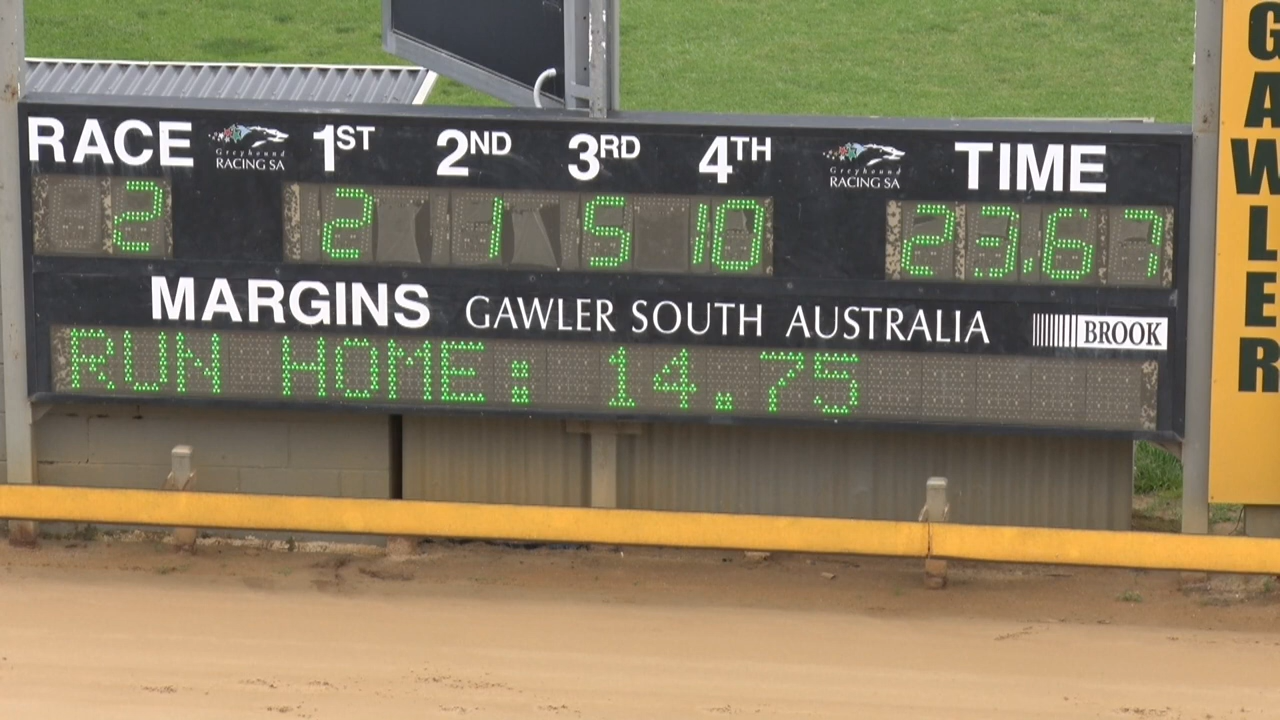 RACE Greyhound RACING SA 1ST 2ND 3RD 4TH Greyhound RACING SA TIME
2 2 1 5 10 23.67
MARGINS GAWLER SOUTH AUSTRALIA BROOK
RUN HOME: 14.75
GAWLER